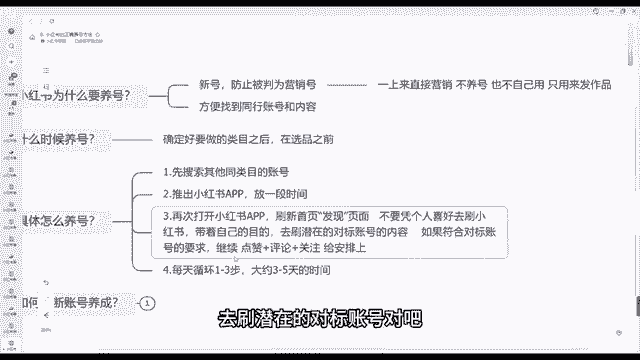 小红书为什么要养号？
新号，防止被判为营销号
一上来直接营销 不养号 也不自己用 只用来发作品
方便找到同行账号和内容
什么时候养号？
确定好要做的类目之后，在选品之前
1.先搜索其他同类目的账号
2.推出小红书APP，放一段时间
具体怎么养号？
3.再次打开小红书APP，刷新首页“发现”页面 不要凭个人喜好去刷小
红书，带着自己的目的，去刷潜在的对标账号的内容 如果符合对标账
号的要求，继续 点赞+评论+关注 给安排上
4.每天循环1-3步，大约3-5天的时间
新账号养成？
1
去刷潜在的对标账号对吧